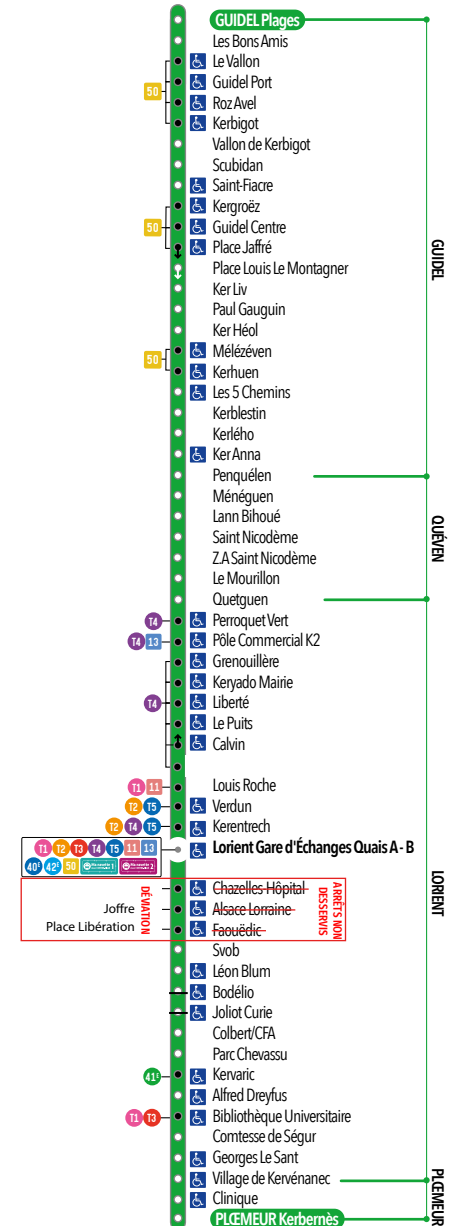 GUIDEL Plages
Les Bons Amis
Le Vallon
50
Guidel Port
Roz Avel
Kerbigot
Vallon de Kerbigot
Scubidan
Saint-Fiacre
Kergroëz
50
Guidel Centre
Place Jaffré
GUIDEL
Place Louis Le Montagner
Ker Liv
Paul Gauguin
Ker Héol
Mélézéven
50
Kerhuen
Les 5 Chemins
Kerblestin
Kerlého
Ker Anna
Penquélen
Ménéguen
QUÉVEN
Lann Bihoué
Saint Nicodème
Z.A Saint Nicodème
Le Mourillon
Quetguen
T4 Perroquet Vert
T4 13 Pôle Commercial K2
Grenouillère
Keryado Mairie
T4 Liberté
Le Puits
Calvin
T1 11 Louis Roche
T2 T5 Verdun
T2 T4 T5 Kerentrech
T1 T2 T3 T4 T5 11 13
Lorient Gare d'Échanges Quais A - B
40E 42E 50
LORIENT
DÉVIATION
Chazelles-Hôpital
Joffre
Alsace Lorraine
Place Libération
Faouëdic
ARRÊTS NON
DESSERVIS
Svob
Léon Blum
Bodélio
Joliot Curie
Colbert/CFA
Parc Chevassu
41E Kervaric
Alfred Dreyfus
T1 T3 Bibliothèque Universitaire
Comtesse de Ségur
Georges Le Sant
Village de Kervénanec
Clinique
PLŒMEUR
PLŒMEUR Kerbernès